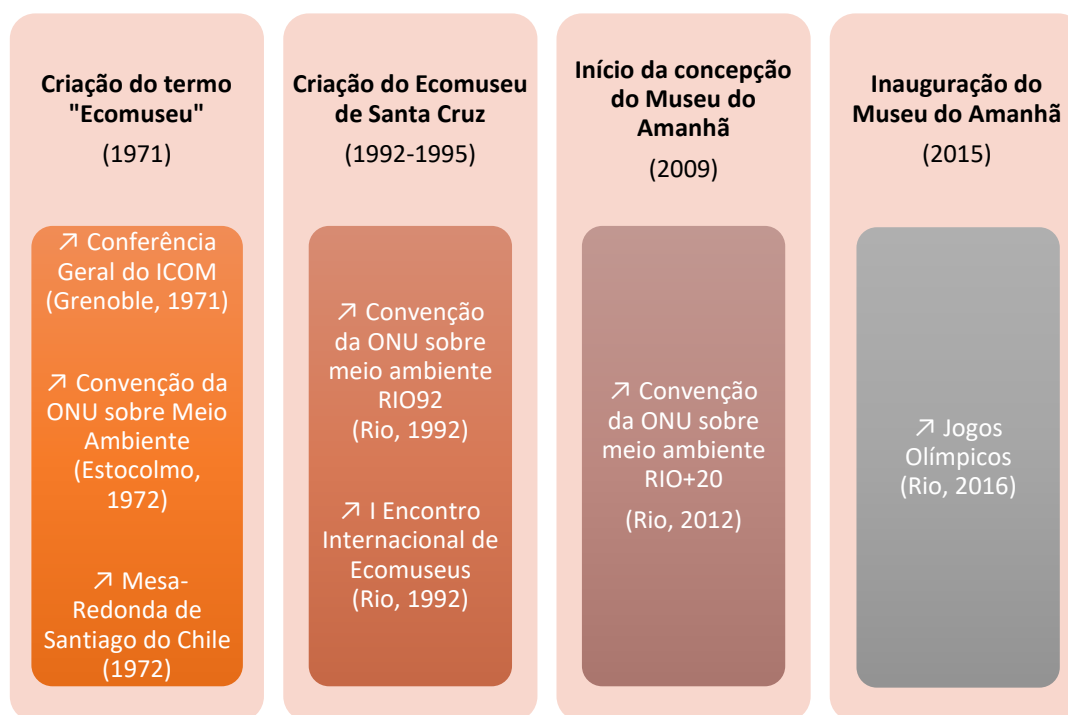 Criação do termo
"Ecomuseu"
(1971)
↗ Conferência
Geral do ICOM
(Grenoble, 1971)
↗ Convenção da
ONU sobre Meio
Ambiente
(Estocolmo,
1972)
↗ Mesa-
Redonda de
Santiago do Chile
(1972)
Criação do Ecomuseu
de Santa Cruz
(1992-1995)
↗ Convenção
da ONU sobre
meio ambiente
RIO92
(Rio, 1992)
↗ I Encontro
Internacional de
Ecomuseus
(Rio, 1992)
Início da concepção
do Museu do
Amanhã
(2009)
↗ Convenção
da ONU sobre
meio ambiente
RIO+20
(Rio, 2012)
Inauguração do
Museu do Amanhã
(2015)
↗ Jogos
Olímpicos
(Rio, 2016)